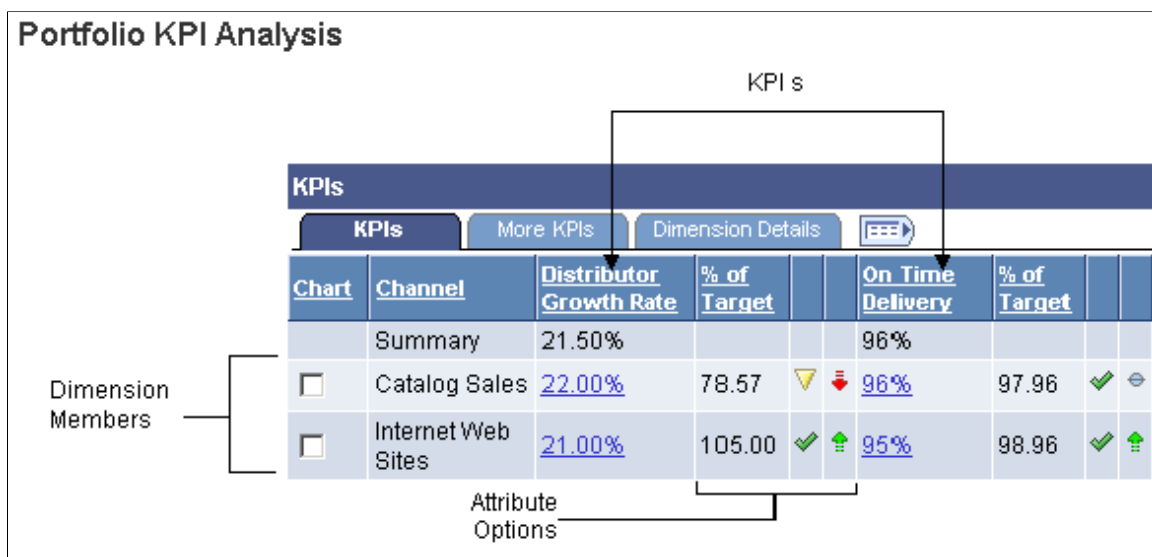 Portfolio KPI Analysis
KPI s
KPIs
KPIs More KPIs Dimension Details
Chart Channel Distributor Growth Rate % of Target On Time Delivery % of Target
Summary 21.50% 96%
Dimension Members
Catalog Sales 22.00% 78.57 96% 97.96
Internet Web Sites 21.00% 105.00 95% 98.96
Attribute Options